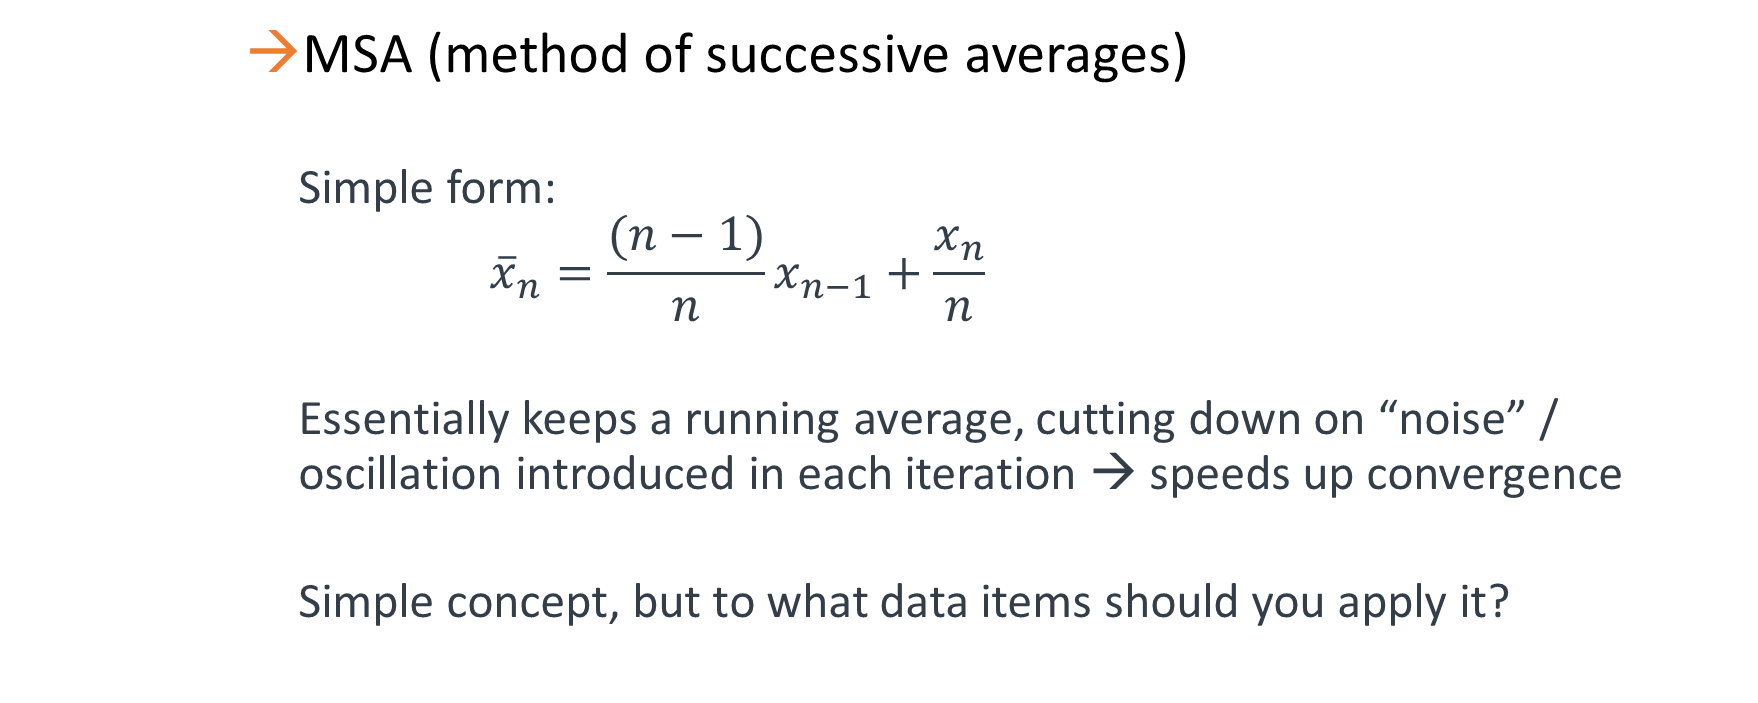 →MSA (method of successive averages)
Simple form:
x̄ₙ = (n − 1)/n xₙ₋₁ + xₙ/n
Essentially keeps a running average, cutting down on “noise” /
oscillation introduced in each iteration → speeds up convergence
Simple concept, but to what data items should you apply it?